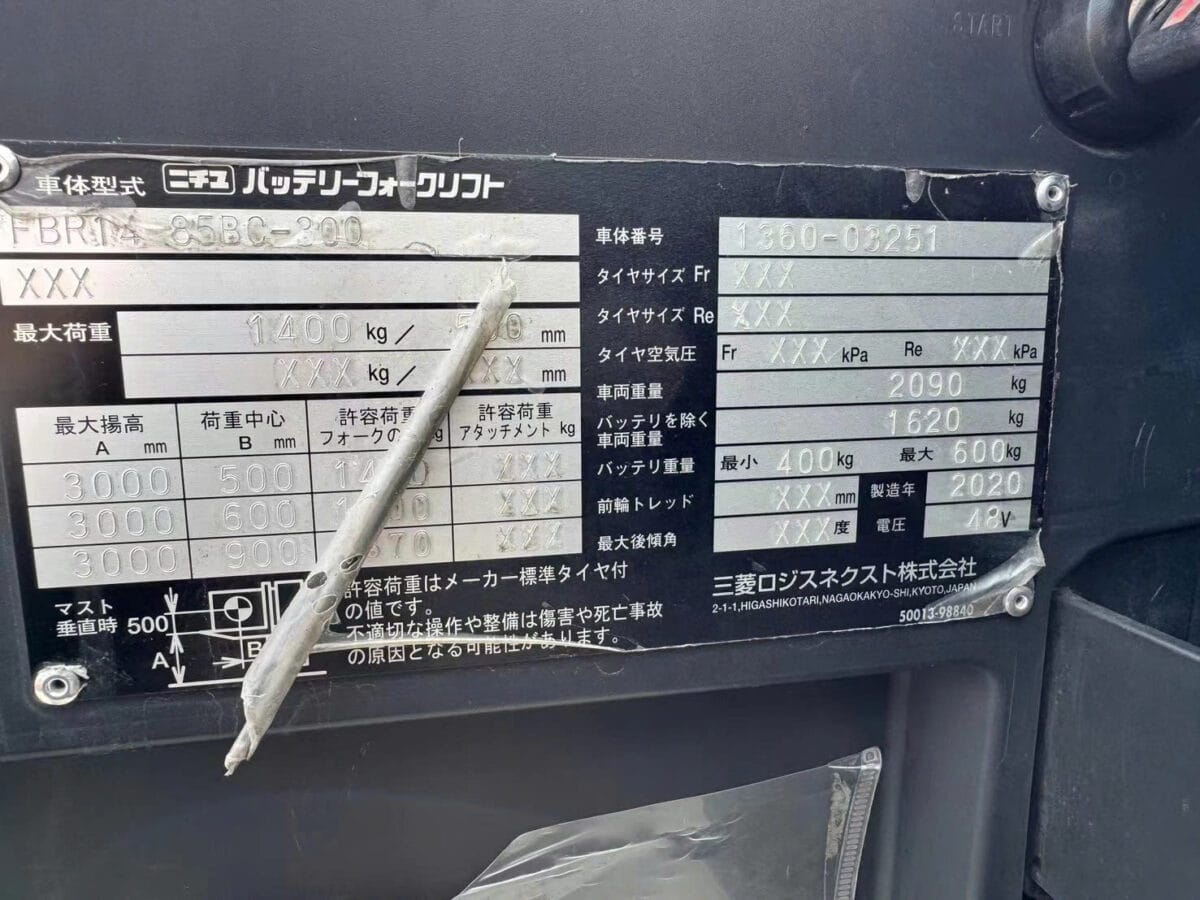 START
車体型式 ニチユ バッテリーフォークリフト
FBR14 85BC-300
XXX
最大荷重 1400 kg／ mm
XXX kg／ XX mm
最大揚高 A mm 荷重中心 B mm 許容荷重 許容荷重 アタッチメント kg
3000 500 XXX
3000 600 XXX
3000 900 XXX
マスト垂直時 500 A B
許容荷重はメーカー標準タイヤ付
の値です。
不適切な操作や整備は傷害や死亡事故
の原因となる可能性があります。
車体番号 1360-03251
タイヤサイズ Fr XXX
タイヤサイズ Re XXX
タイヤ空気圧 Fr XXX kPa Re XXX kPa
車両重量 2090 kg
バッテリを除く
車両重量 1620 kg
バッテリ重量 最小 400kg 最大 600kg
前輪トレッド XXX mm 製造年 2020
最大後傾角 XXX度 電圧 48V
三菱ロジスネクスト株式会社
2-1-1,HIGASHIKOTARI,NAGAOKAKYO-SHI,KYOTO,JAPAN
50013-98840